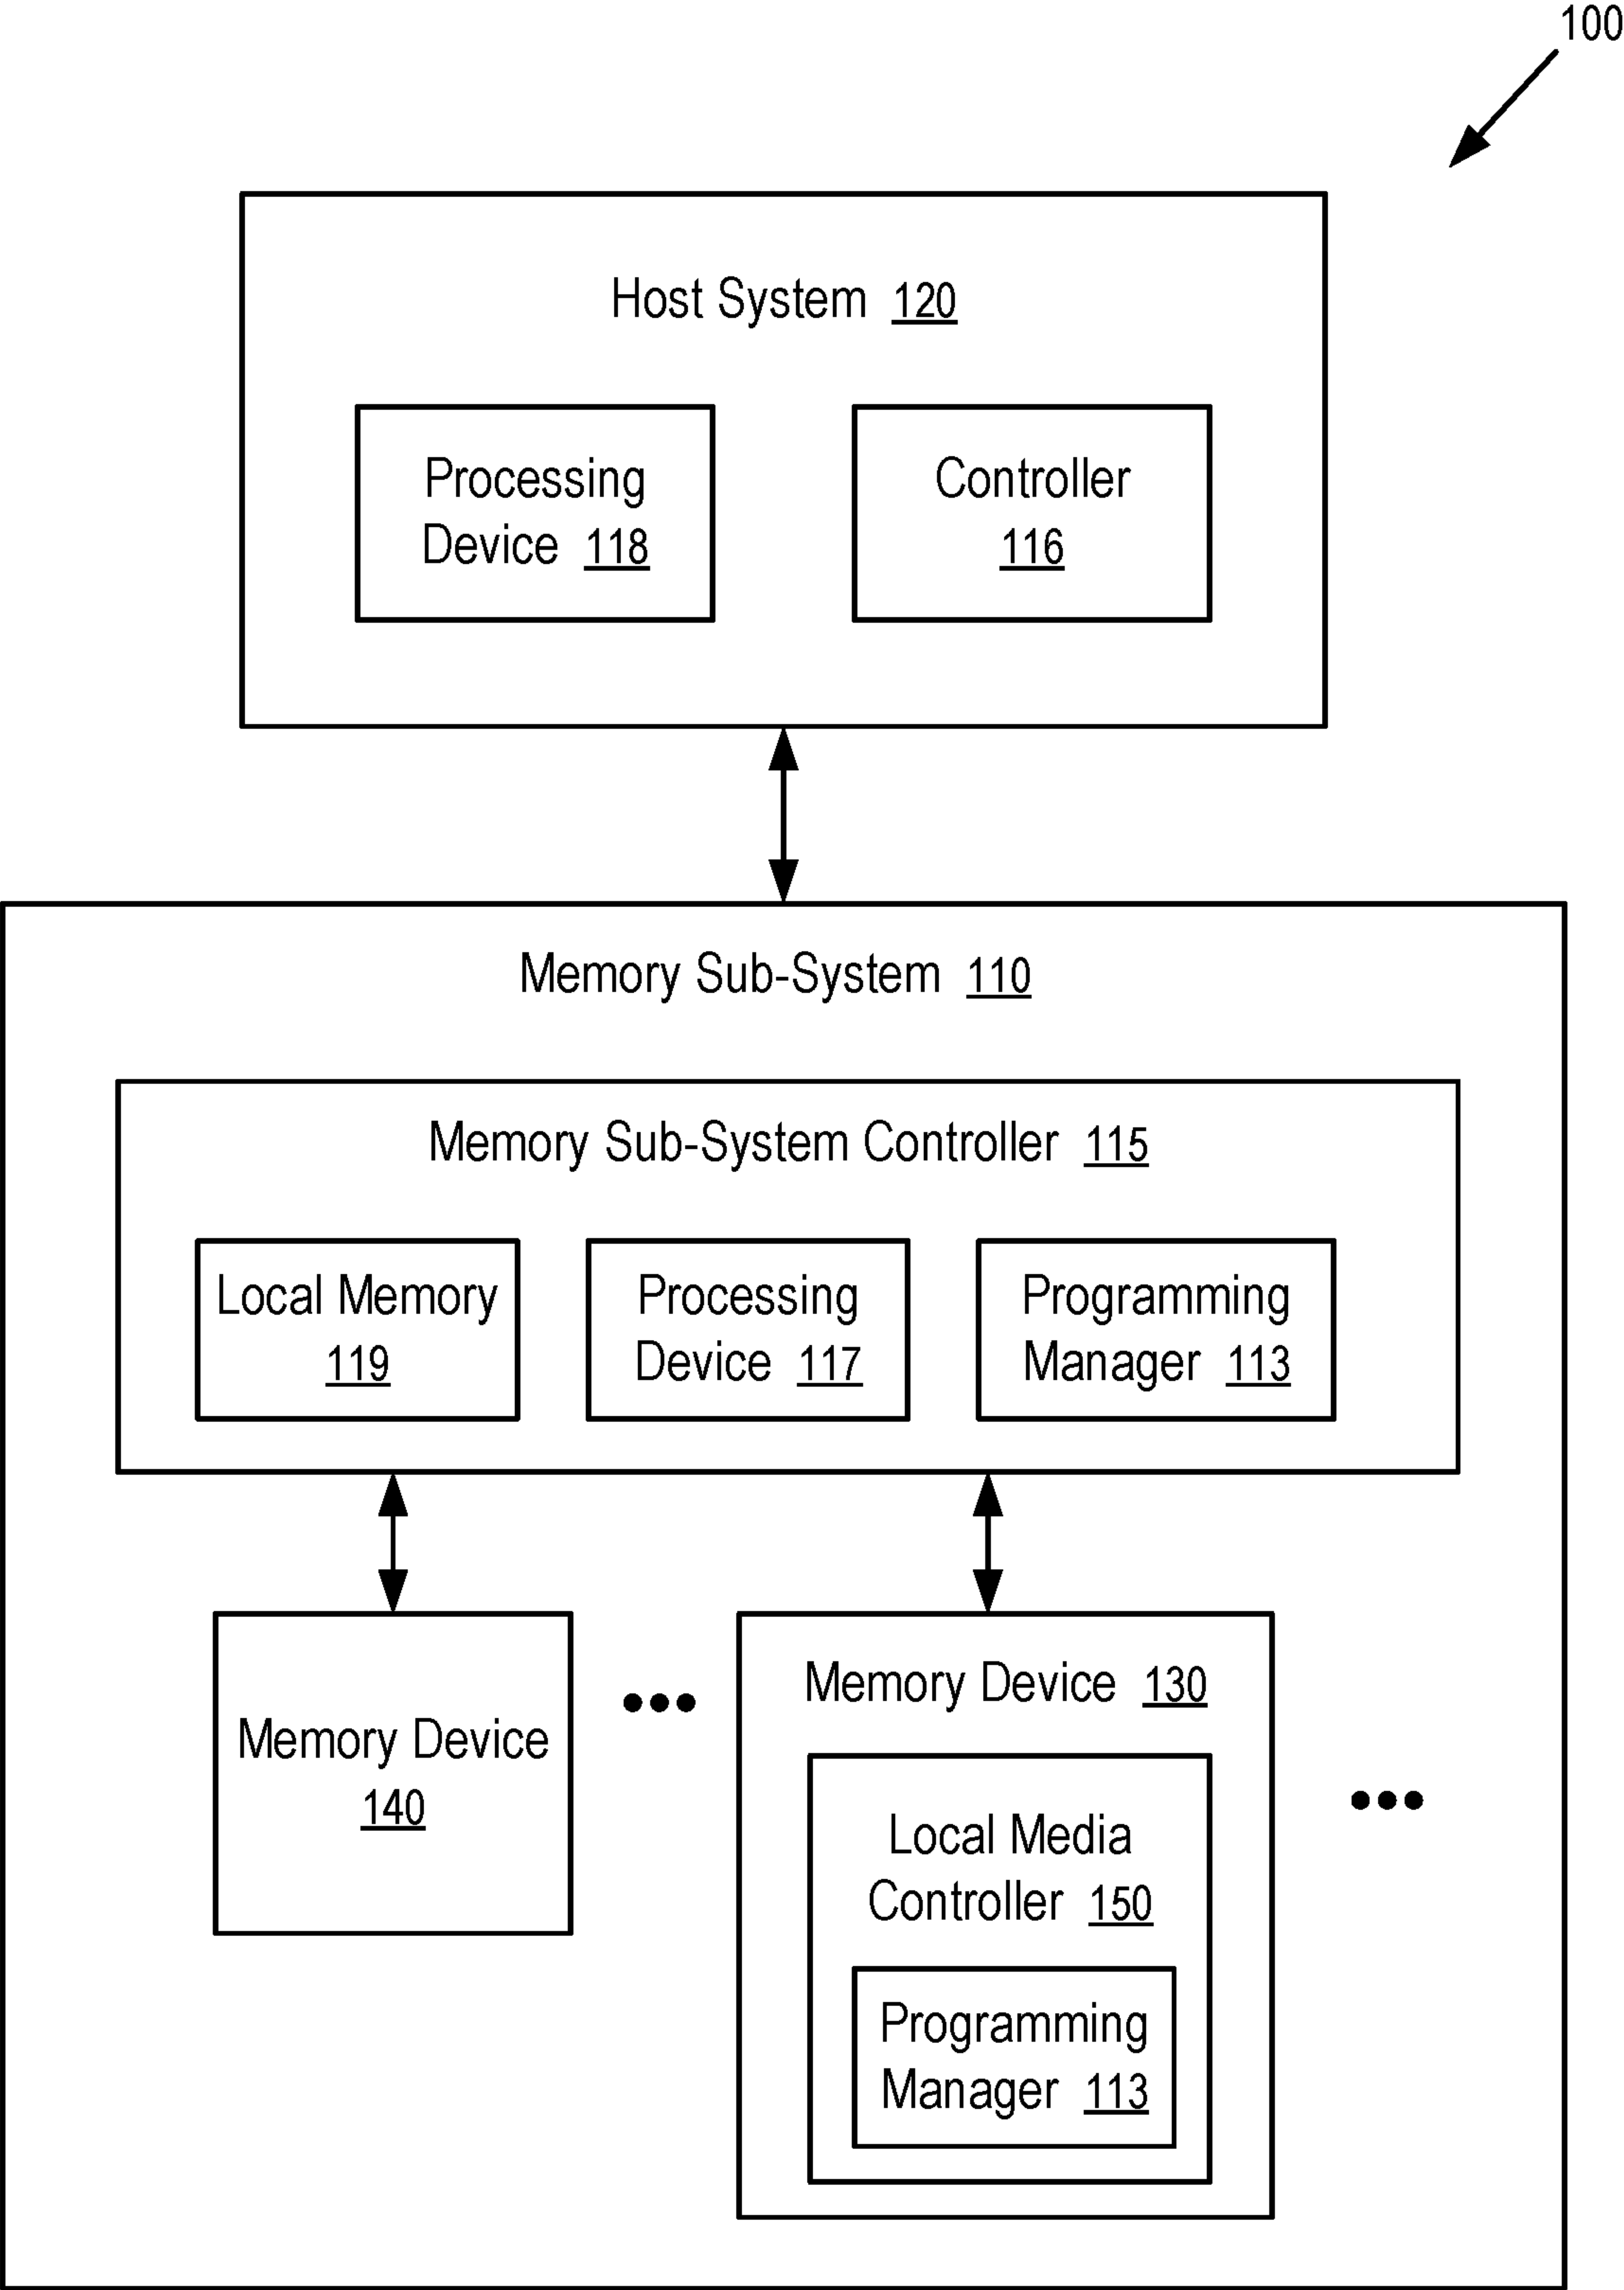 100
Host System 120
Processing
Device 118
Controller
116
Memory Sub-System 110
Memory Sub-System Controller 115
Local Memory
119
Processing
Device 117
Programming
Manager 113
Memory Device
140
Memory Device 130
Local Media
Controller 150
Programming
Manager 113